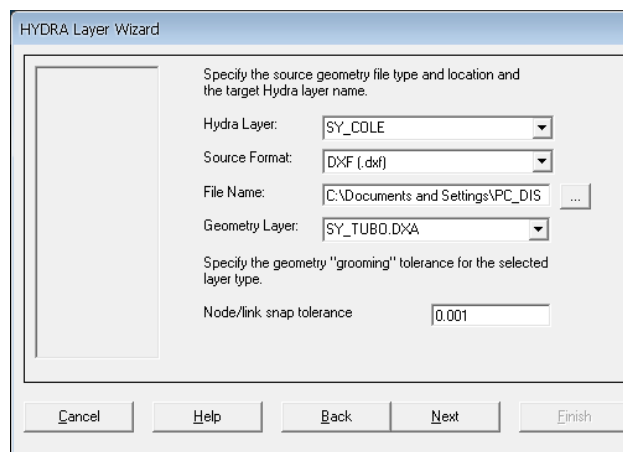 HYDRA Layer Wizard
Specify the source geometry file type and location and
the target Hydra layer name.
Hydra Layer: SY_COLE
Source Format: DXF (.dxf)
File Name: C:\Documents and Settings\PC_DIS ...
Geometry Layer: SY_TUBO.DXA
Specify the geometry "grooming" tolerance for the selected
layer type.
Node/link snap tolerance 0.001
Cancel Help Back Next Finish